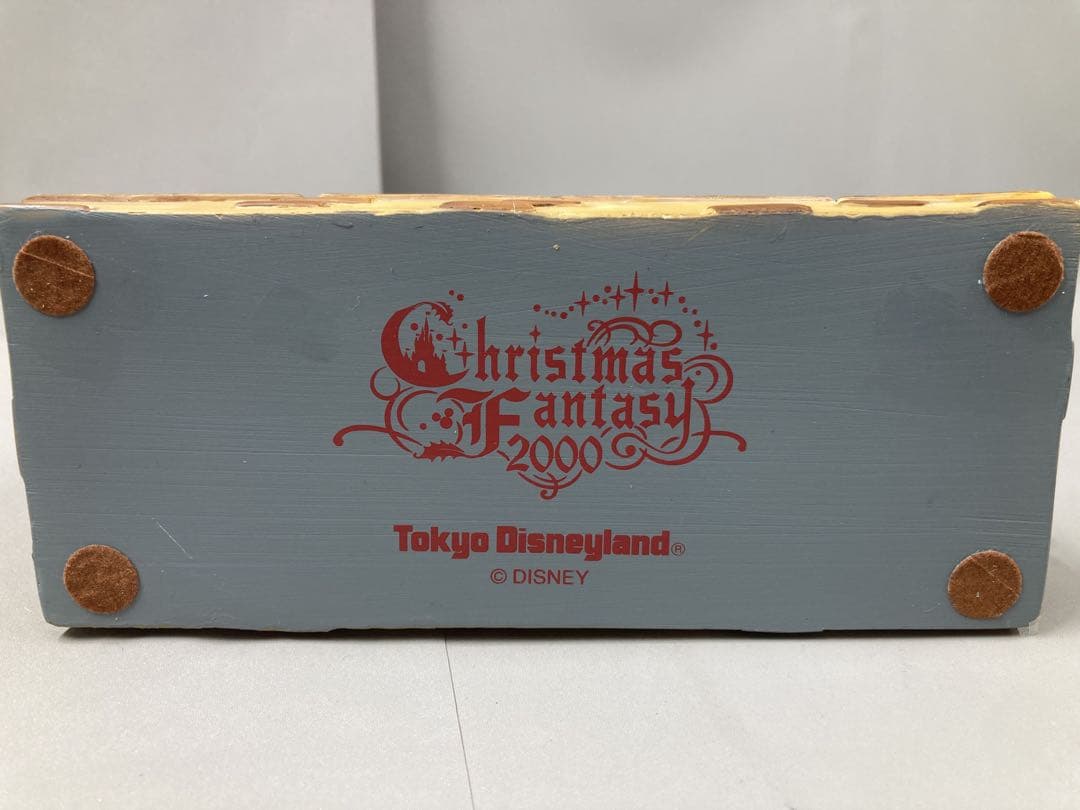 Christmas
Fantasy
2000
Tokyo Disneyland®
© DISNEY